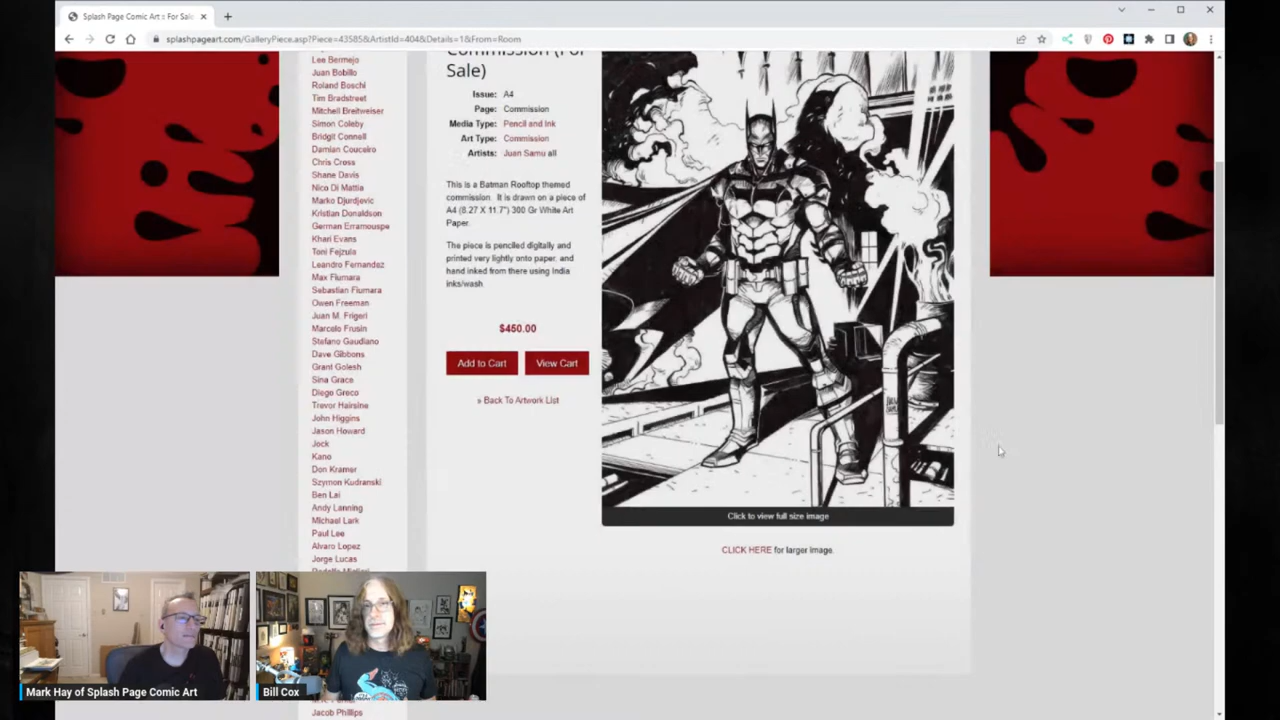 Splash Page Comic Art :: For Sale
splashpageart.com/GalleryPiece.asp?Piece=43585&ArtistId=404&Details=1&From=Room
Lee Bermejo
Juan Bobillo
Roland Boschi
Tim Bradstreet
Mitchell Breitweiser
Simon Coleby
Bridgit Connell
Damian Couceiro
Chris Cross
Shane Davis
Nico Di Mattia
Marko Djurdjevic
Kristian Donaldson
German Erramouspe
Khari Evans
Toni Fejzula
Leandro Fernandez
Max Fiumara
Sebastian Fiumara
Owen Freeman
Juan M. Frigeri
Marcelo Frusin
Stefano Gaudiano
Dave Gibbons
Grant Golesh
Sina Grace
Diego Greco
Trevor Hairsine
John Higgins
Jason Howard
Jock
Kano
Don Kramer
Szymon Kudranski
Ben Lai
Andy Lanning
Michael Lark
Paul Lee
Alvaro Lopez
Jorge Lucas
Jacob Phillips
Commission (For
Sale)
Issue: A4
Page: Commission
Media Type: Pencil and Ink
Art Type: Commission
Artists: Juan Samu all
This is a Batman Rooftop themed
commission. It is drawn on a piece of
A4 (8.27 X 11.7") 300 Gr White Art
Paper.
The piece is penciled digitally and
printed very lightly onto paper, and
hand inked from there using India
inks/wash
$450.00
Add to Cart
View Cart
» Back To Artwork List
Click to view full size image
CLICK HERE for larger image.
Mark Hay of Splash Page Comic Art
Bill Cox